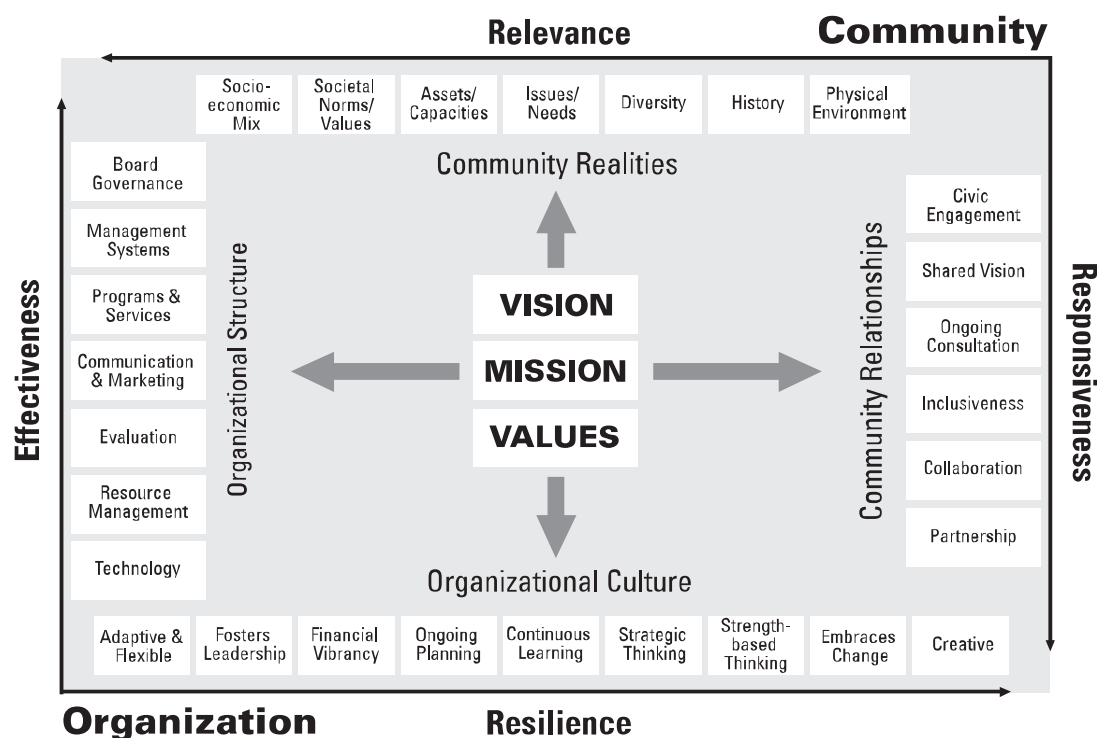 Relevance
Community
Socio-
economic
Mix
Societal
Norms/
Values
Assets/
Capacities
Issues/
Needs
Diversity
History
Physical
Environment
Community Realities
Effectiveness
Board
Governance
Management
Systems
Programs &
Services
Communication
& Marketing
Evaluation
Resource
Management
Technology
Organizational Structure
VISION
MISSION
VALUES
Community Relationships
Civic
Engagement
Shared Vision
Ongoing
Consultation
Inclusiveness
Collaboration
Partnership
Responsiveness
Organizational Culture
Adaptive &
Flexible
Fosters
Leadership
Financial
Vibrancy
Ongoing
Planning
Continuous
Learning
Strategic
Thinking
Strength-
based
Thinking
Embraces
Change
Creative
Organization
Resilience